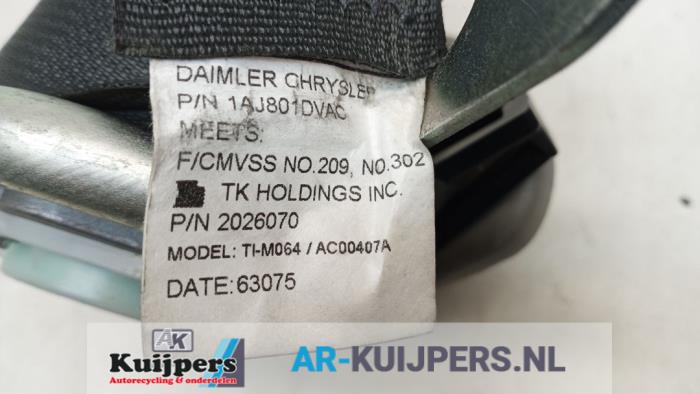 DAIMLER CHRYSLER
P/N 1AJ801DVAC
MEETS:
F/CMVSS NO.209, NO.302
TK HOLDINGS INC.
P/N 2026070
MODEL: TI-M064 / AC00407A
DATE:63075
AK
Kuijpers
Autorecycling & onderdelen
AR-KUIJPERS.NL